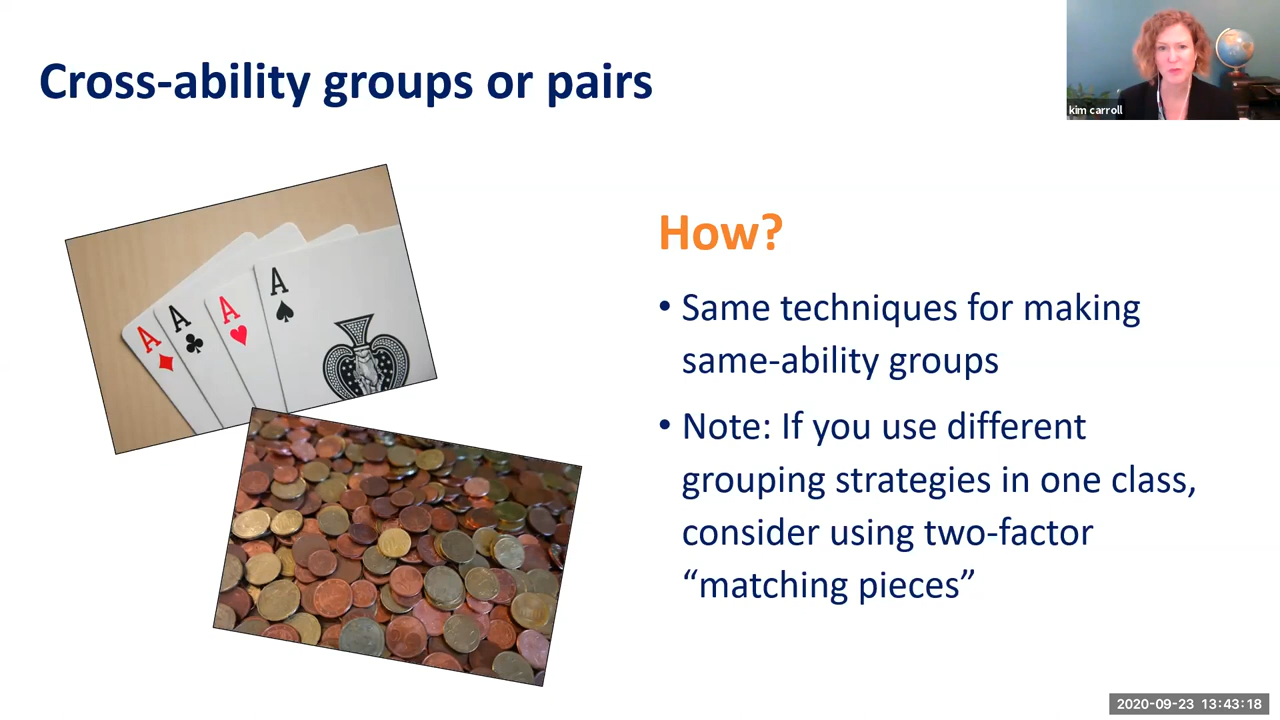 Cross-ability groups or pairs
kim carroll
How?
• Same techniques for making
same-ability groups
• Note: If you use different
grouping strategies in one class,
consider using two-factor
“matching pieces”
A
A
A
A
2020-09-23 13:43:18